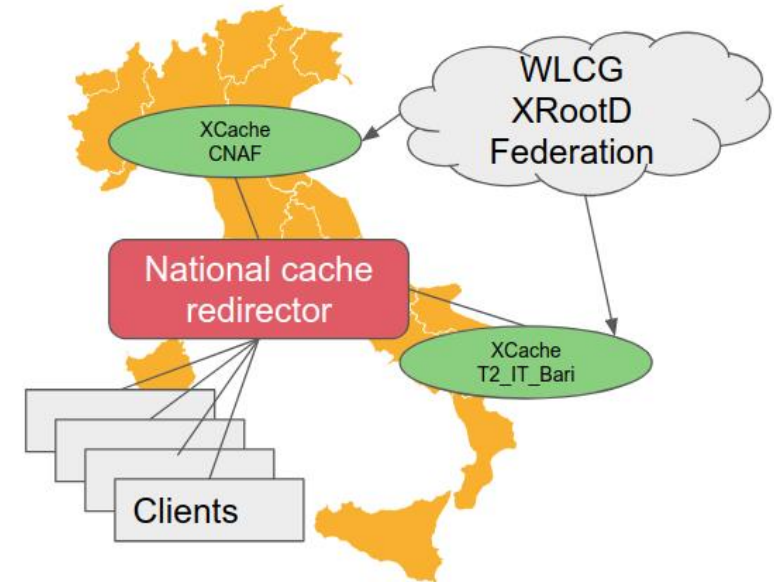 WLCG
XRootD
Federation
XCache
CNAF
National cache
redirector
XCache
T2_IT_Bari
Clients